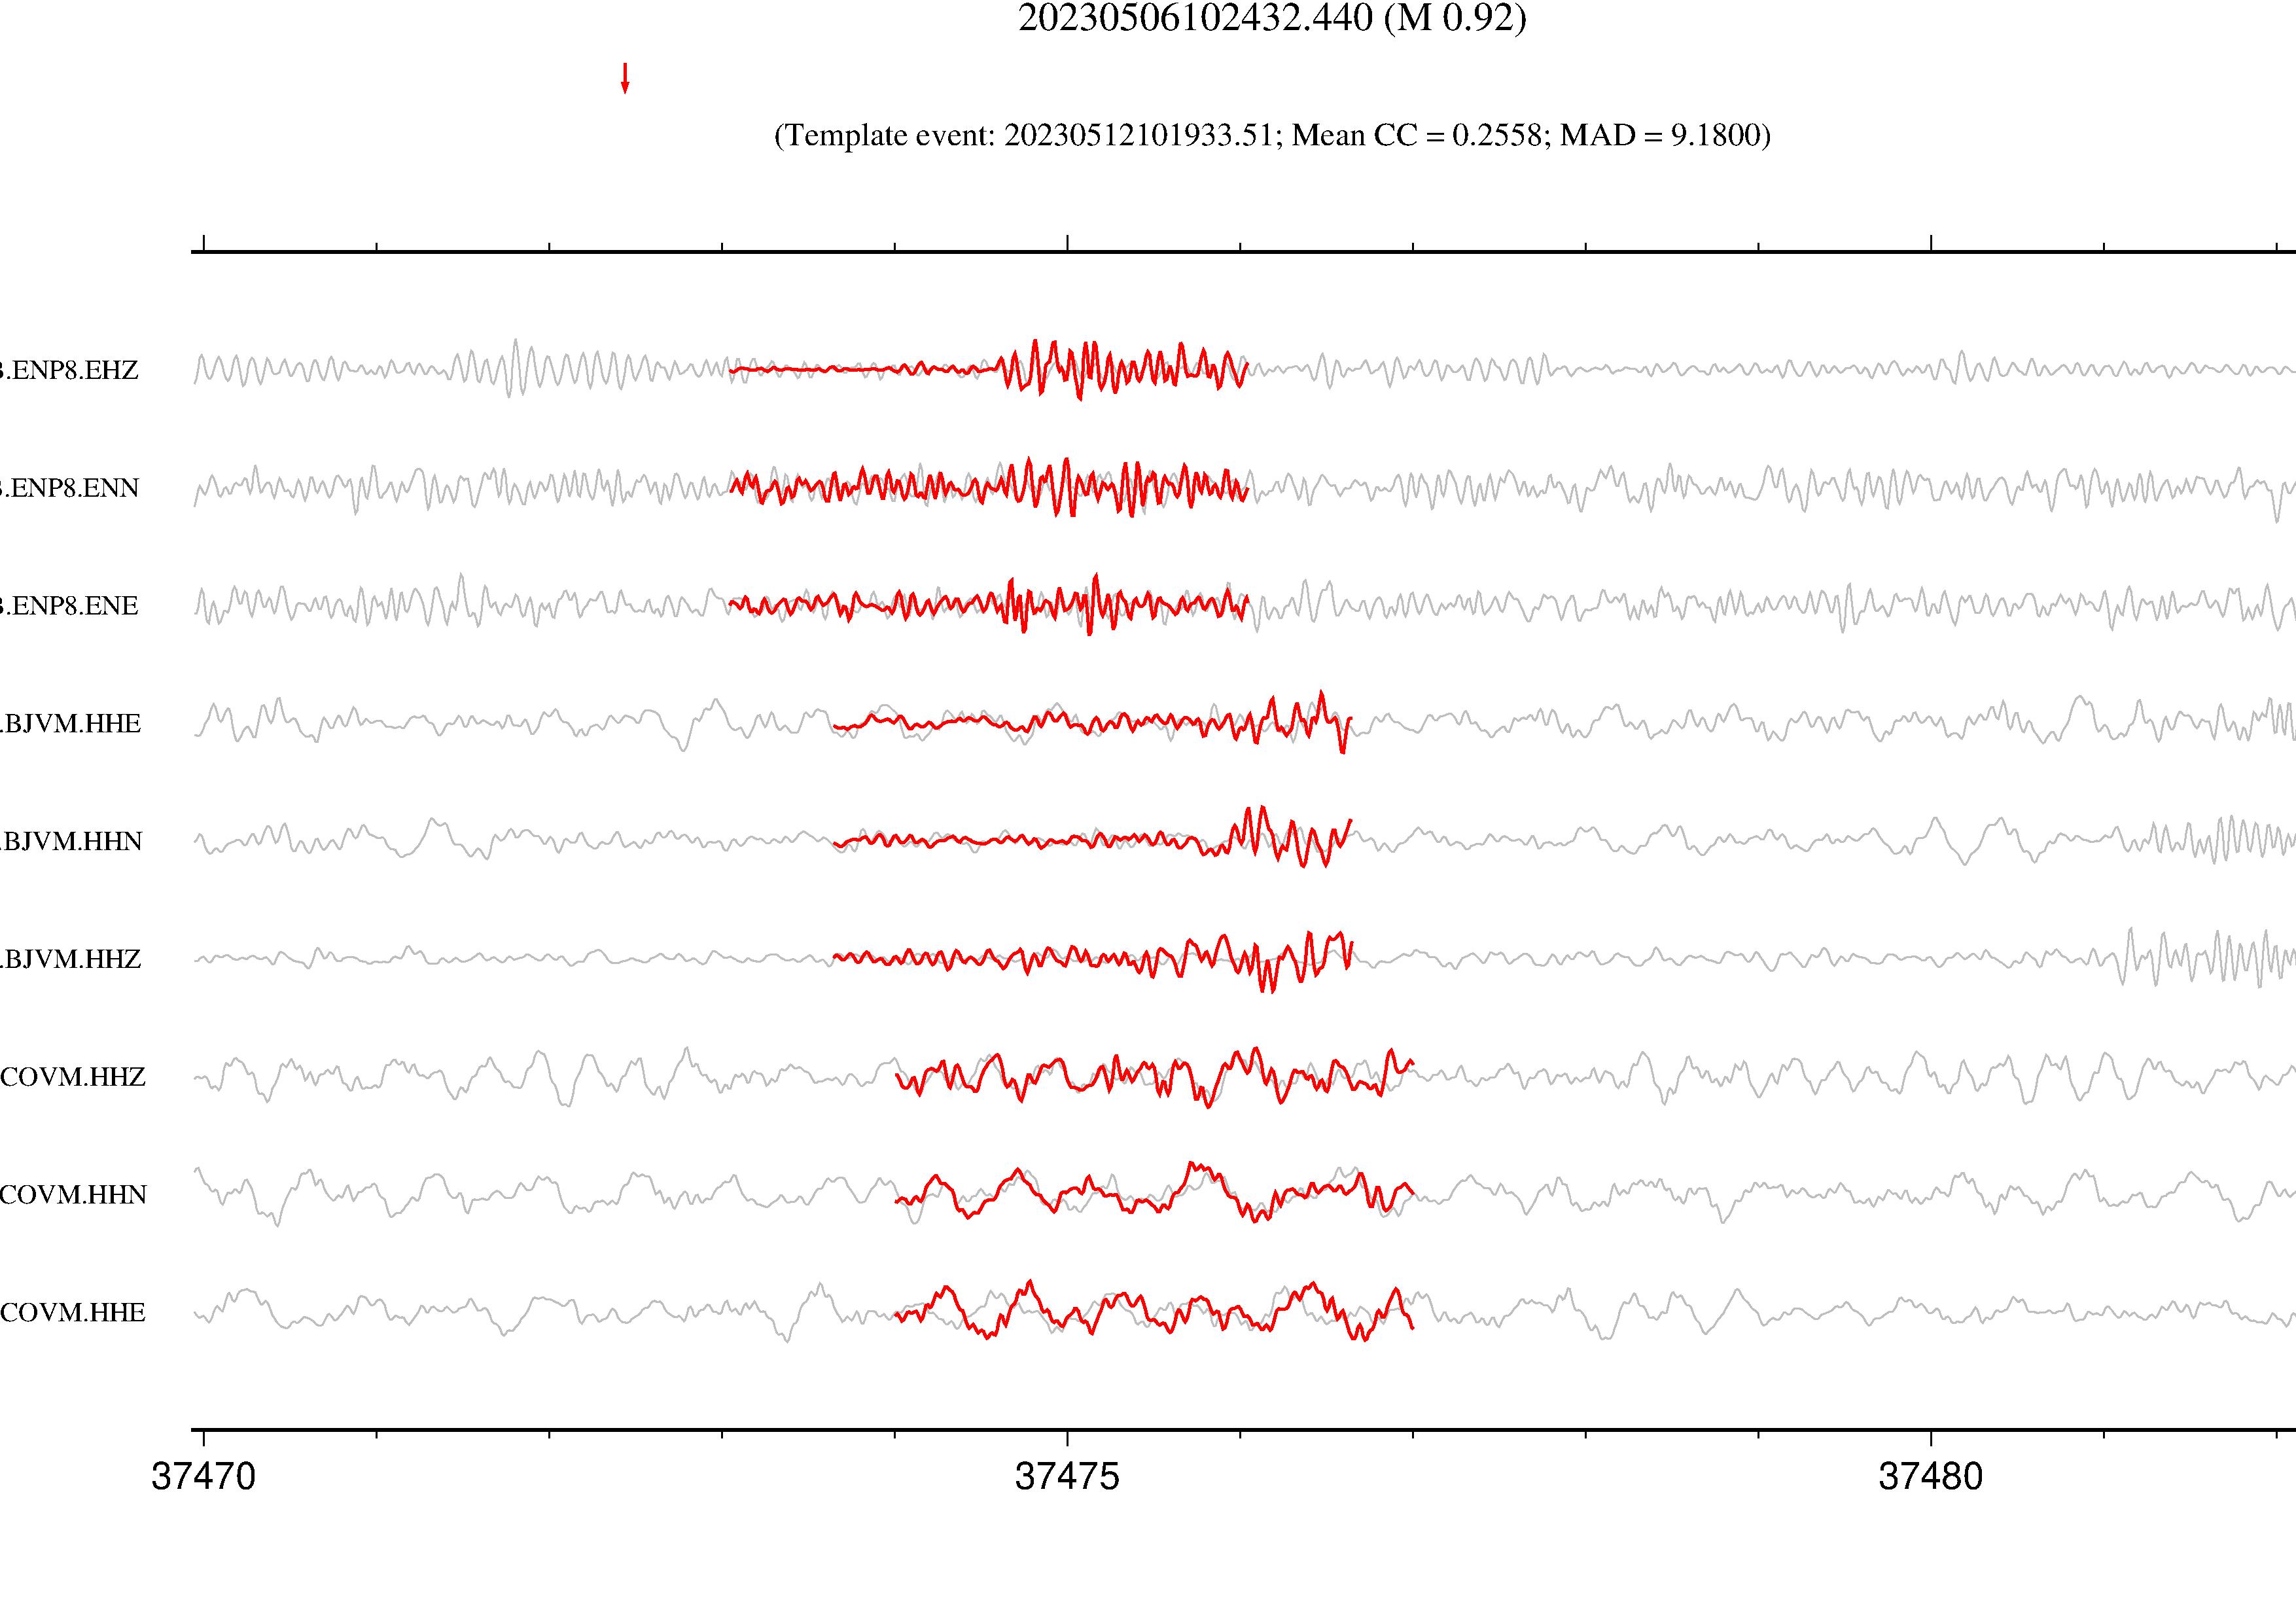 20230506102432.440 (M 0.92)
(Template event: 20230512101933.51; Mean CC = 0.2558; MAD = 9.1800)
.ENP8.EHZ
.ENP8.ENN
.ENP8.ENE
.BJVM.HHE
.BJVM.HHN
.BJVM.HHZ
COVM.HHZ
COVM.HHN
COVM.HHE
37470 37475 37480